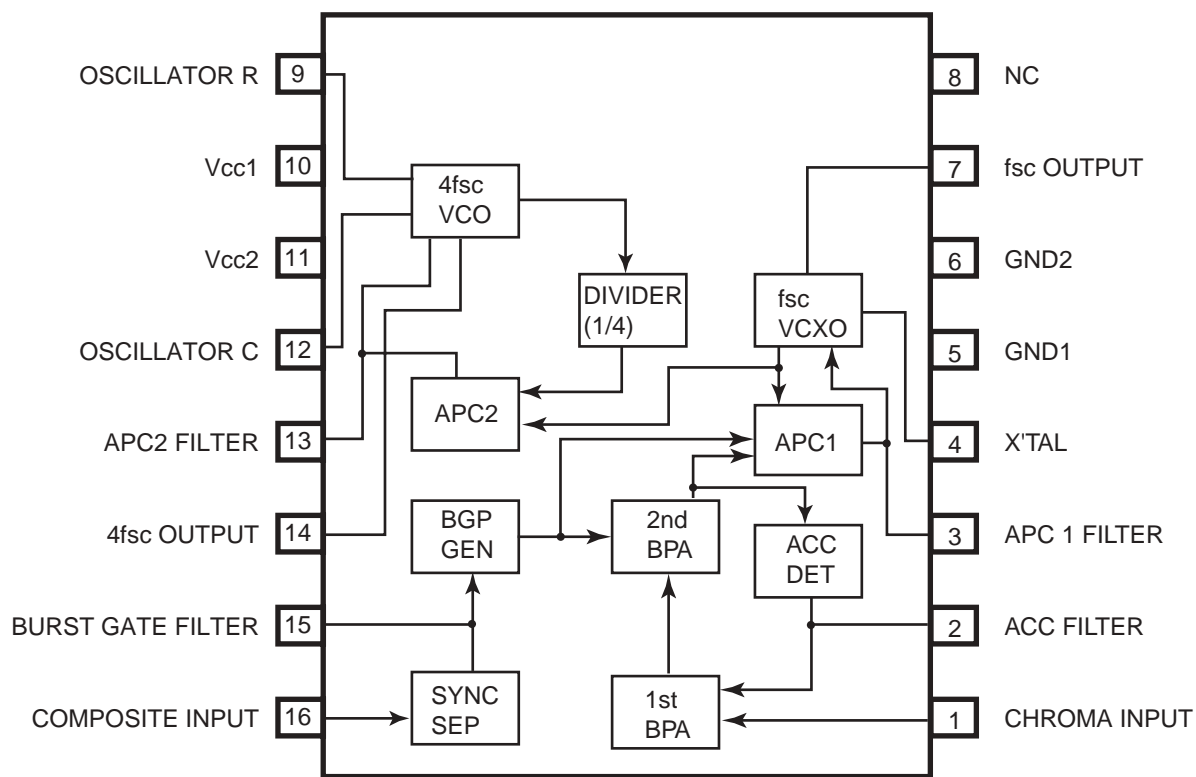 OSCILLATOR R 9
8 NC
Vcc1 10
7 fsc OUTPUT
4fsc
VCO
Vcc2 11
6 GND2
DIVIDER
(1/4)
fsc
VCXO
OSCILLATOR C 12
5 GND1
APC2
APC2 FILTER 13
APC1
4 X'TAL
4fsc OUTPUT 14
BGP
GEN
2nd
BPA
ACC
DET
3 APC 1 FILTER
BURST GATE FILTER 15
2 ACC FILTER
COMPOSITE INPUT 16
SYNC
SEP
1st
BPA
1 CHROMA INPUT